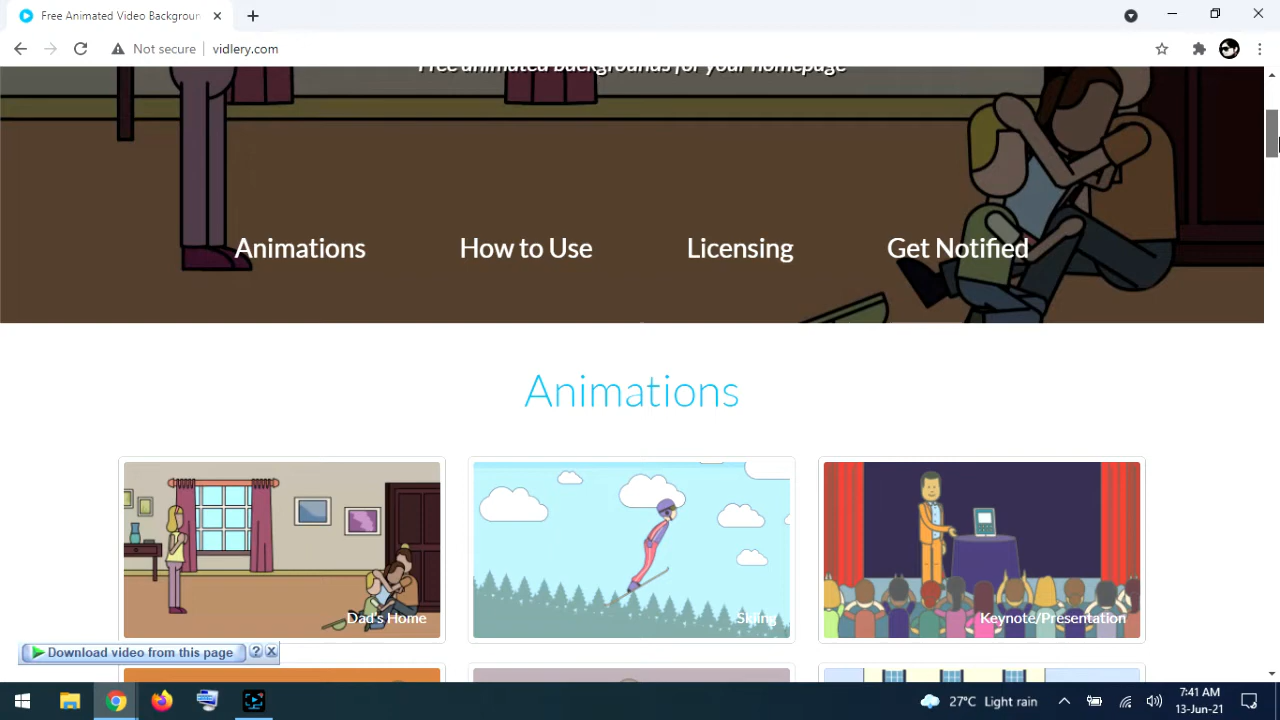 Free Animated Video Backgroun
Not secure
vidlery.com
Free animated backgrounds for your homepage
Animations
How to Use
Licensing
Get Notified
Animations
Dad's Home
Skiing
Keynote/Presentation
Download video from this page
?
27°C Light rain
7:41 AM
13-Jun-21